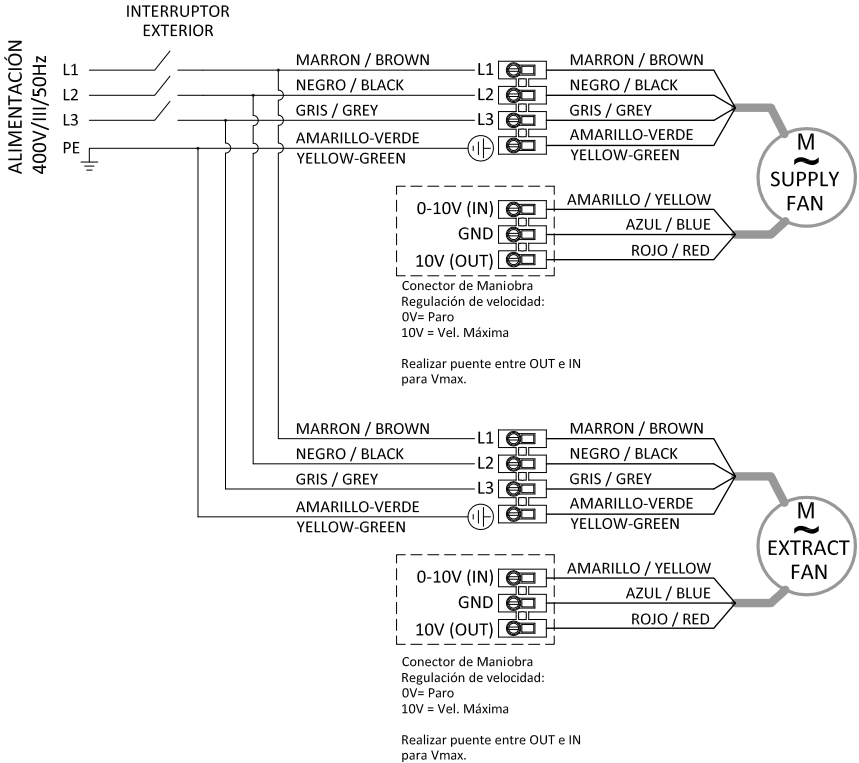 INTERRUPTOR
EXTERIOR
ALIMENTACIÓN
400V/III/50Hz
L1
L2
L3
PE
MARRON / BROWN
NEGRO / BLACK
GRIS / GREY
AMARILLO-VERDE
YELLOW-GREEN
L1
L2
L3
MARRON / BROWN
NEGRO / BLACK
GRIS / GREY
AMARILLO-VERDE
YELLOW-GREEN
M
~
SUPPLY
FAN
0-10V (IN)
GND
10V (OUT)
AMARILLO / YELLOW
AZUL / BLUE
ROJO / RED
Conector de Maniobra
Regulación de velocidad:
0V= Paro
10V = Vel. Máxima
Realizar puente entre OUT e IN
para Vmax.
MARRON / BROWN
NEGRO / BLACK
GRIS / GREY
AMARILLO-VERDE
YELLOW-GREEN
L1
L2
L3
MARRON / BROWN
NEGRO / BLACK
GRIS / GREY
AMARILLO-VERDE
YELLOW-GREEN
M
~
EXTRACT
FAN
0-10V (IN)
GND
10V (OUT)
AMARILLO / YELLOW
AZUL / BLUE
ROJO / RED
Conector de Maniobra
Regulación de velocidad:
0V= Paro
10V = Vel. Máxima
Realizar puente entre OUT e IN
para Vmax.